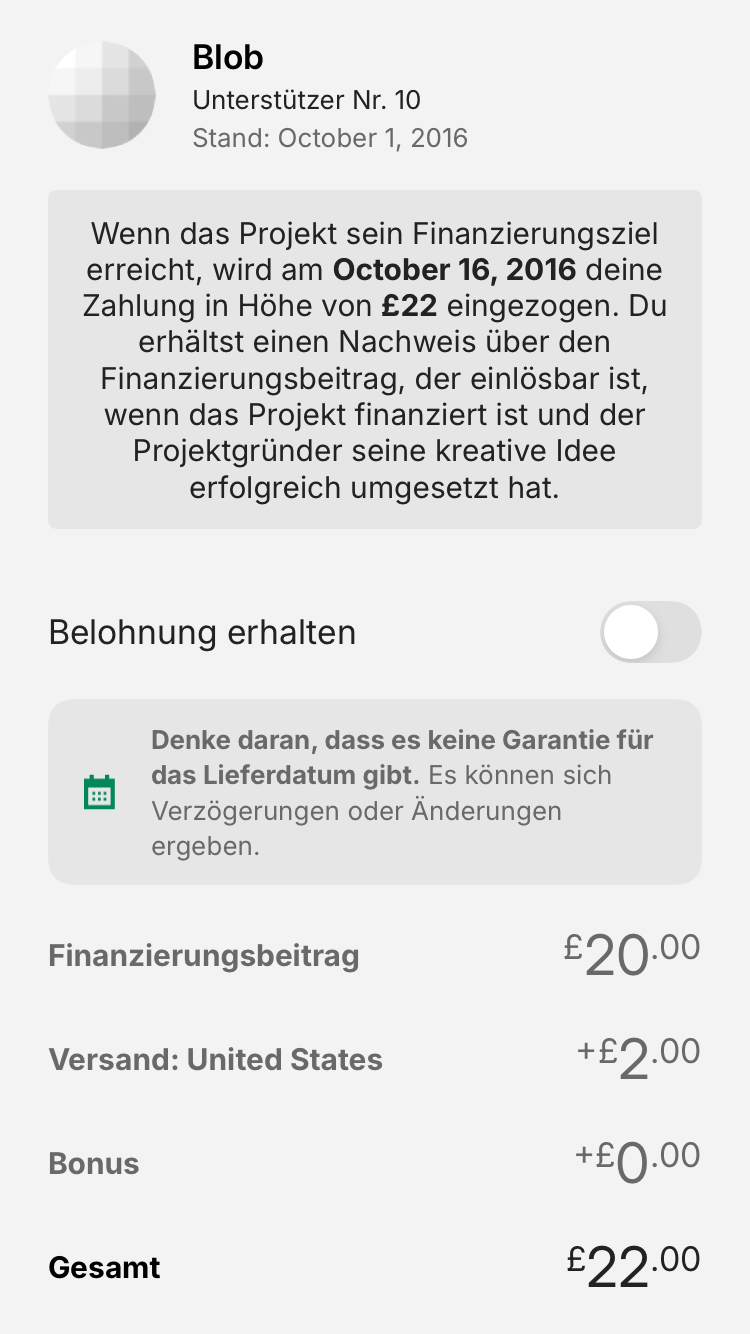 Blob
Unterstützer Nr. 10
Stand: October 1, 2016
Wenn das Projekt sein Finanzierungsziel
erreicht, wird am October 16, 2016 deine
Zahlung in Höhe von £22 eingezogen. Du
erhältst einen Nachweis über den
Finanzierungsbeitrag, der einlösbar ist,
wenn das Projekt finanziert ist und der
Projektgründer seine kreative Idee
erfolgreich umgesetzt hat.
Belohnung erhalten
Denke daran, dass es keine Garantie für
das Lieferdatum gibt. Es können sich
Verzögerungen oder Änderungen
ergeben.
Finanzierungsbeitrag £20.00
Versand: United States +£2.00
Bonus +£0.00
Gesamt £22.00